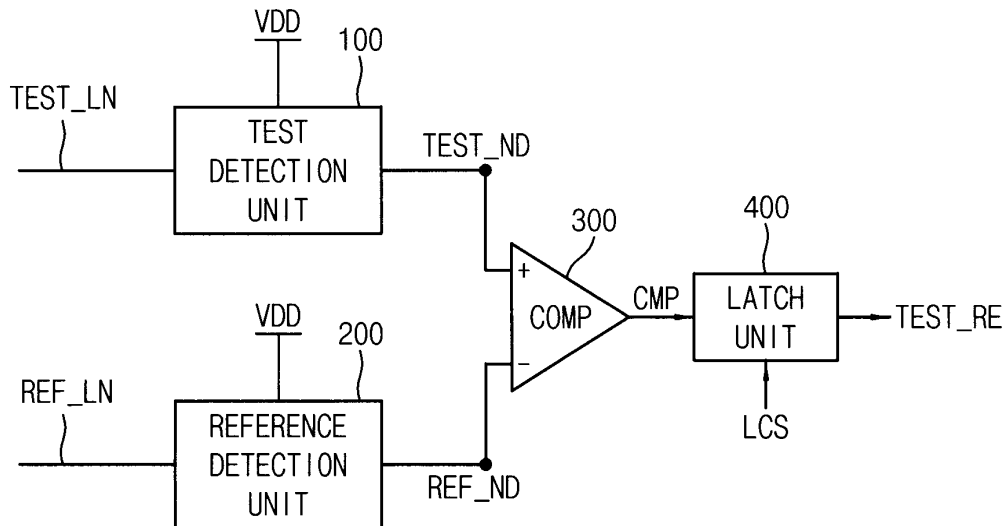 VDD
100
TEST_LN
TEST
DETECTION
UNIT
TEST_ND
300
400
+
COMP
−
CMP
LATCH
UNIT
TEST_RE
LCS
VDD
200
REF_LN
REFERENCE
DETECTION
UNIT
REF_ND